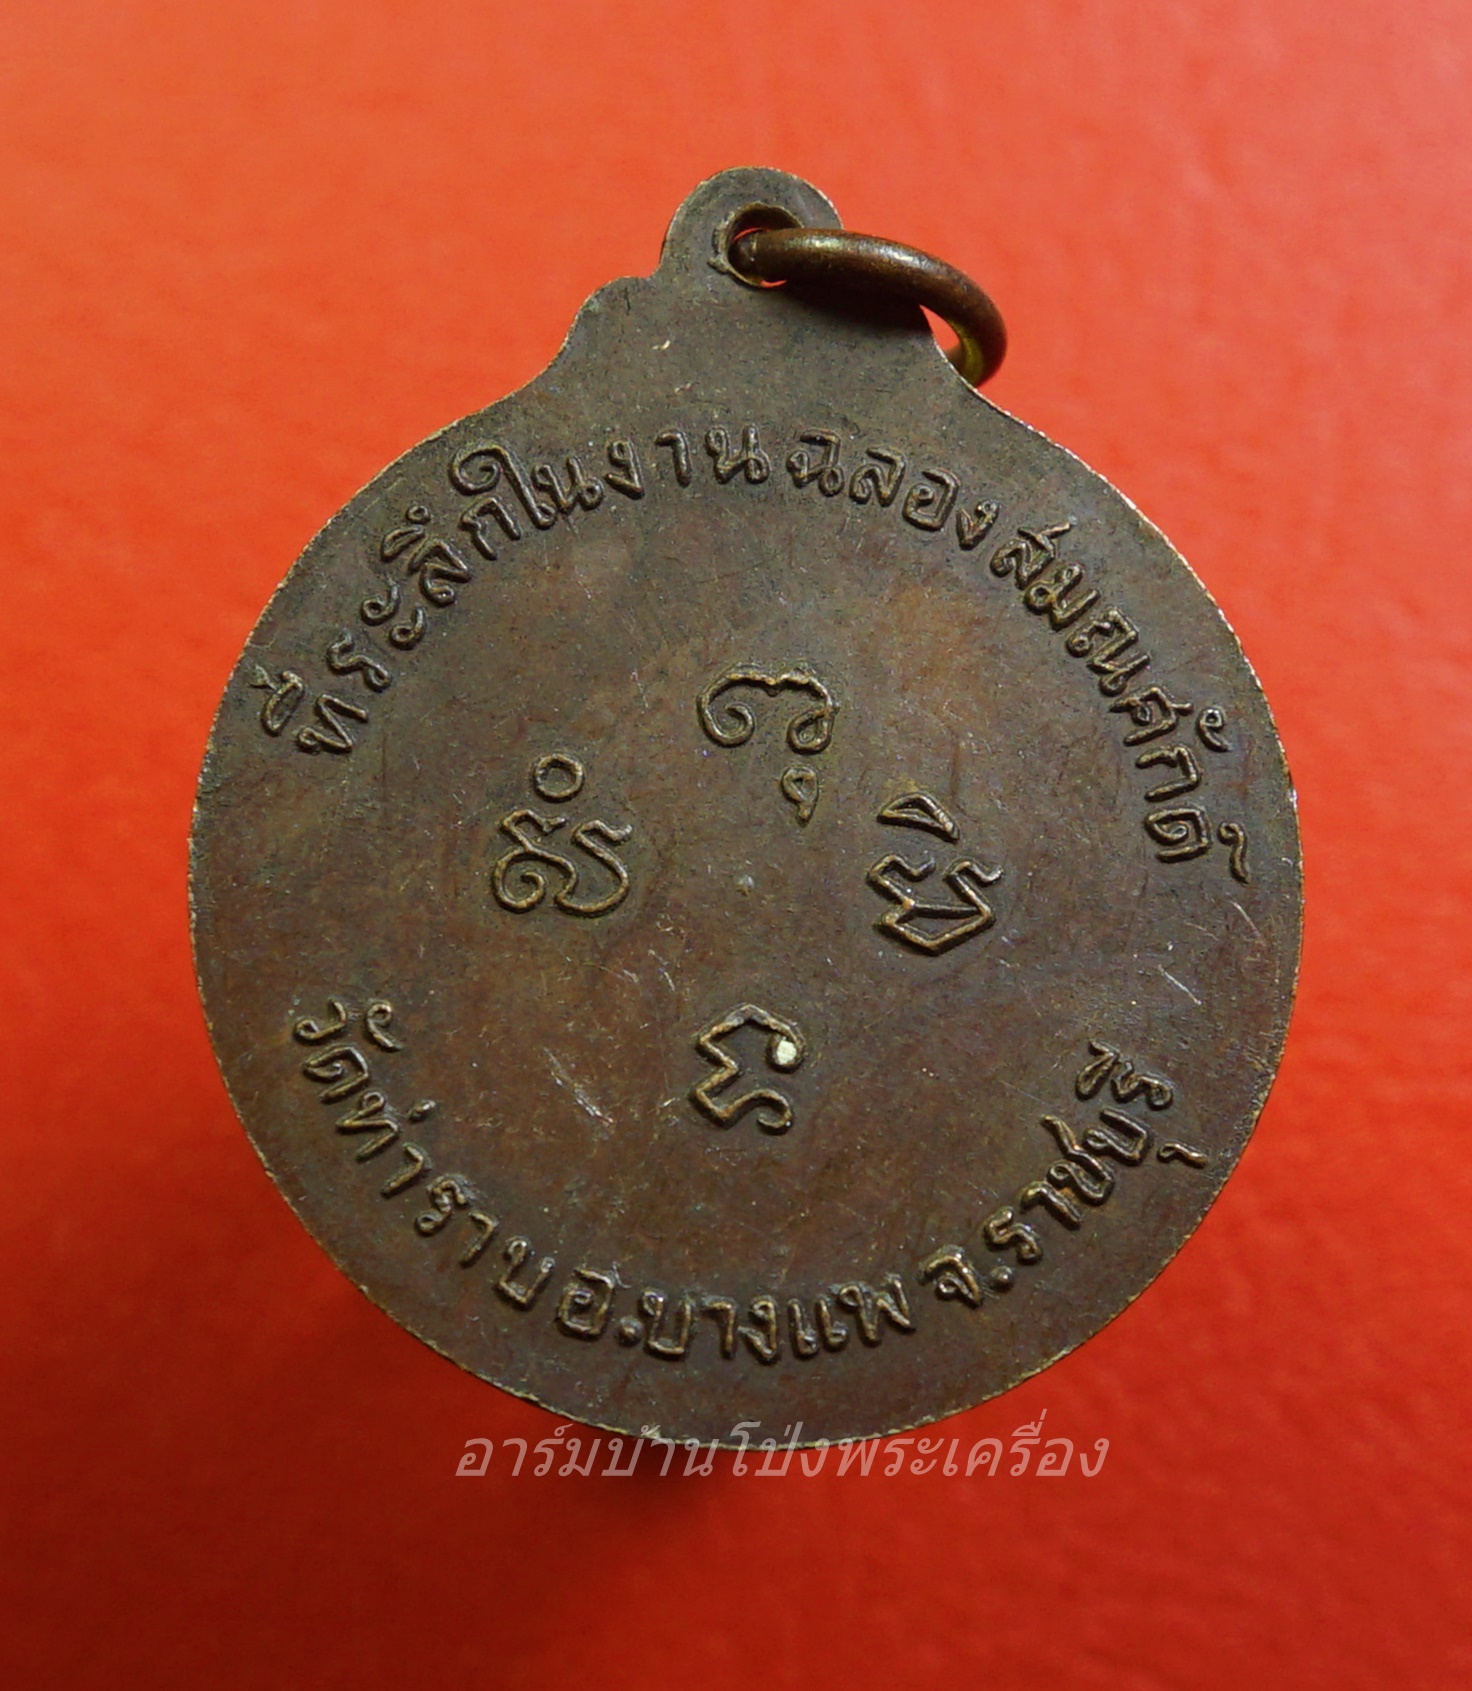 ที่ระลึกในงานฉลองสมณศักดิ์
วัดท่าราบ อ.บางแพ จ.ราชบุรี
อาร์มบ้านโป่งพระเครื่อง